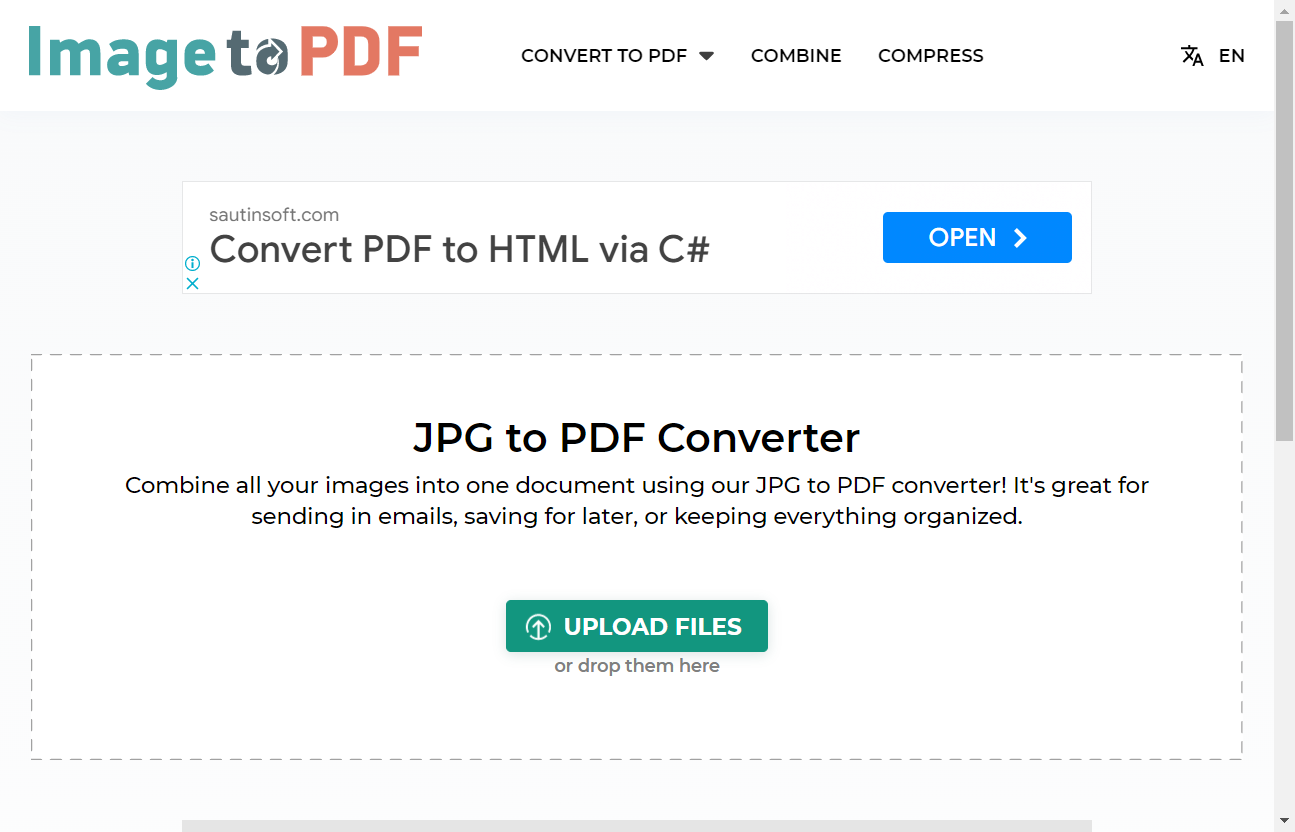 Image to PDF
CONVERT TO PDF
COMBINE
COMPRESS
EN
sautinsoft.com
Convert PDF to HTML via C#
OPEN
JPG to PDF Converter
Combine all your images into one document using our JPG to PDF converter! It's great for
sending in emails, saving for later, or keeping everything organized.
UPLOAD FILES
or drop them here